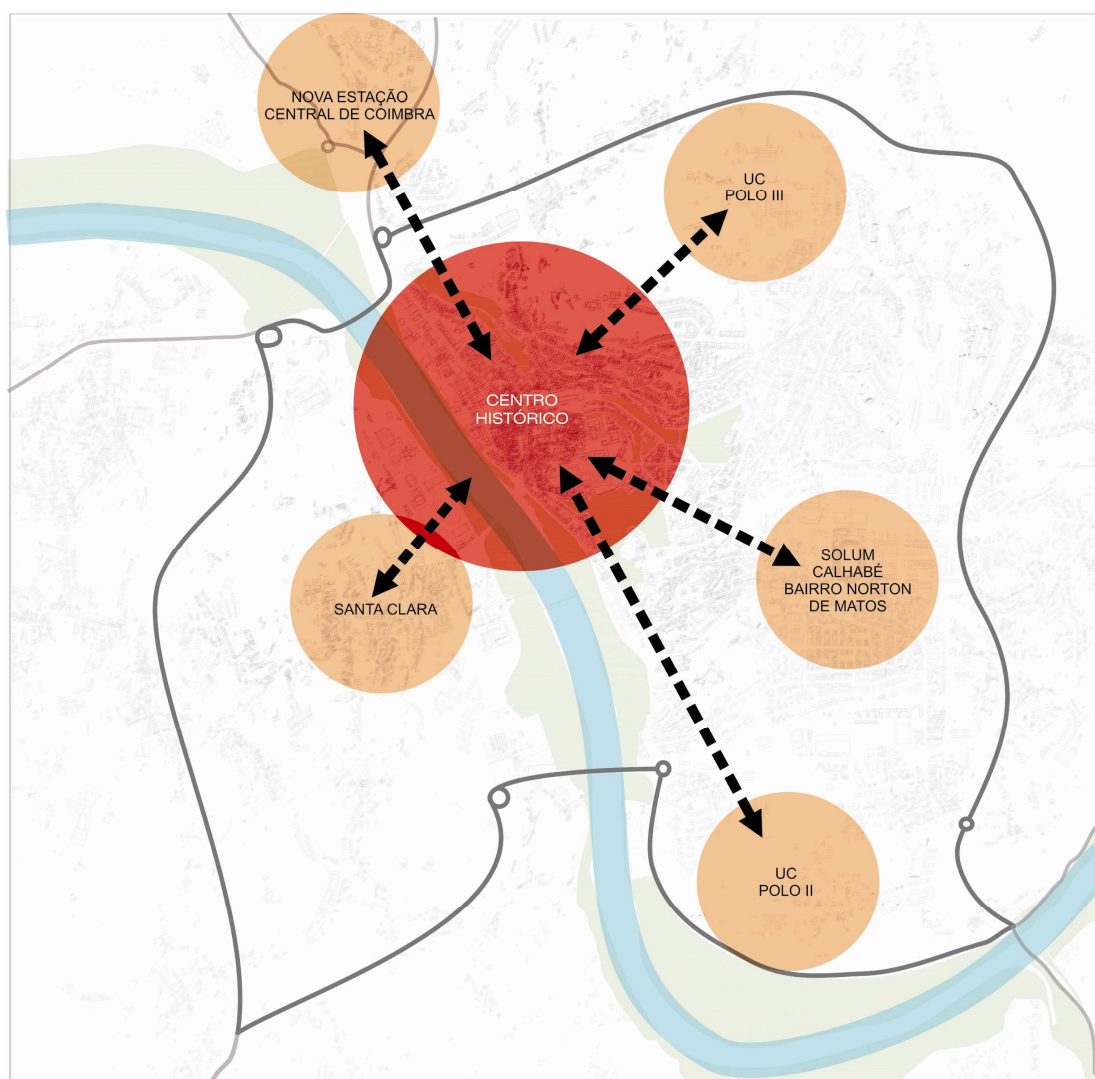 NOVA ESTAÇÃO
CENTRAL DE COIMBRA
UC
POLO III
CENTRO
HISTÓRICO
SOLUM
CALHABÉ
BAIRRO NORTON
DE MATOS
SANTA CLARA
UC
POLO II